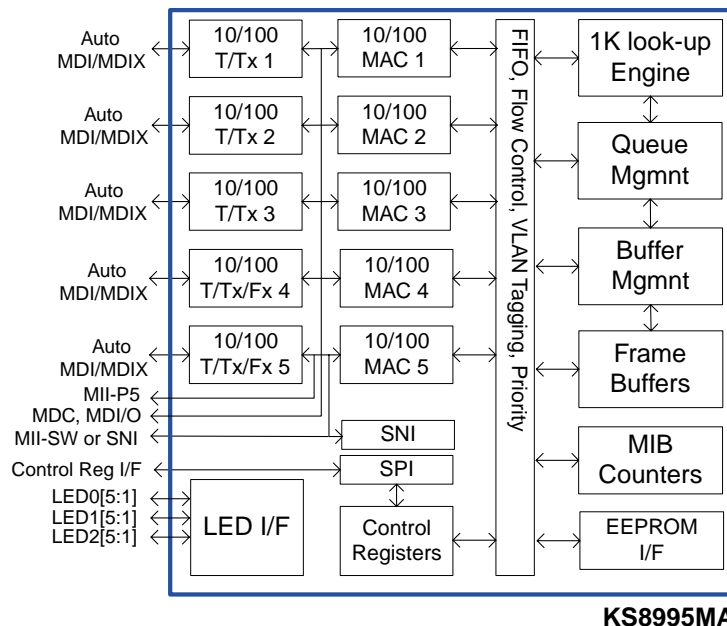 Auto
MDI/MDIX
10/100
T/Tx 1
10/100
MAC 1
FIFO, Flow Control, VLAN Tagging, Priority
1K look-up
Engine
Auto
MDI/MDIX
10/100
T/Tx 2
10/100
MAC 2
Queue
Mgmnt
Auto
MDI/MDIX
10/100
T/Tx 3
10/100
MAC 3
Buffer
Mgmnt
Auto
MDI/MDIX
10/100
T/Tx/Fx 4
10/100
MAC 4
Auto
MDI/MDIX
10/100
T/Tx/Fx 5
10/100
MAC 5
Frame
Buffers
MII-P5
MDC, MDI/O
MII-SW or SNI
SNI
MIB
Counters
Control Reg I/F
SPI
LED0[5:1]
LED1[5:1]
LED2[5:1]
LED I/F
Control
Registers
EEPROM
I/F
KS8995MA